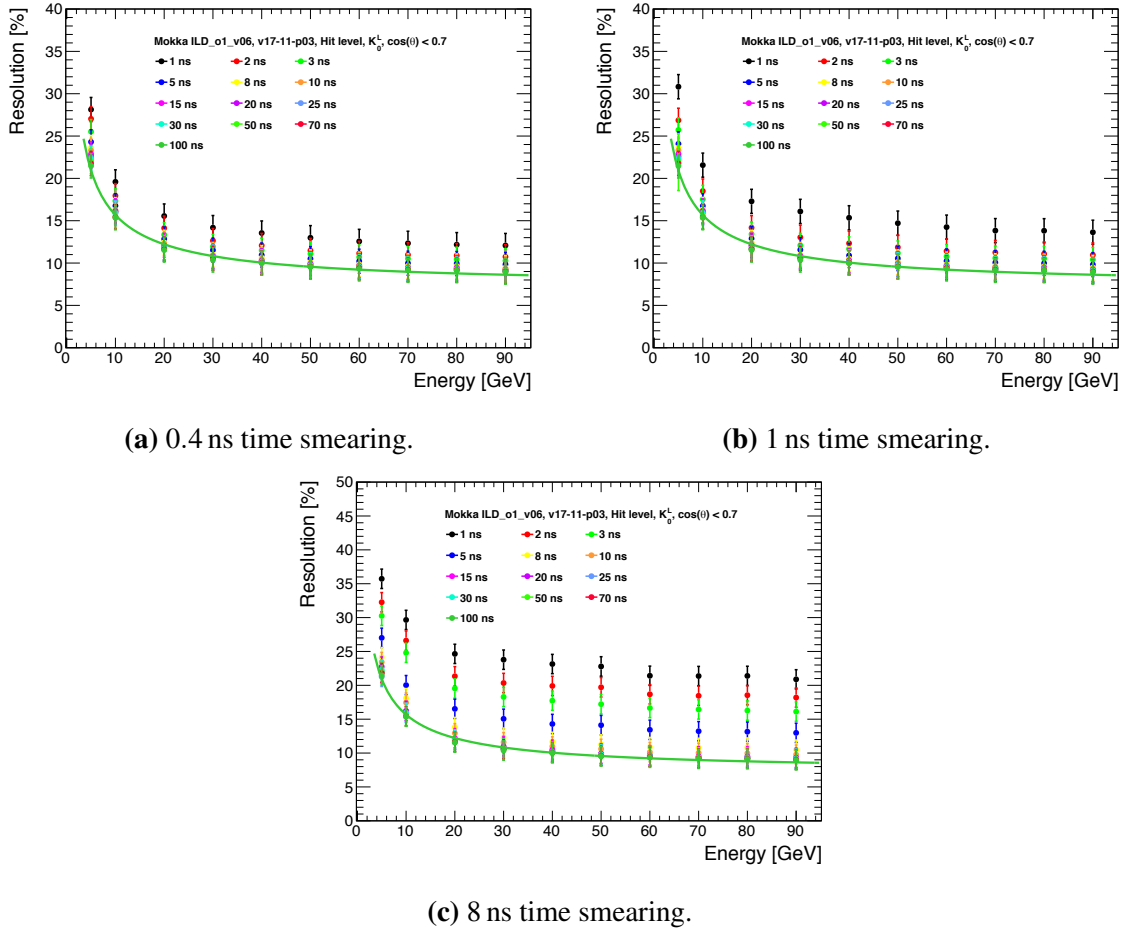 Resolution [%]
40
35
30
25
20
15
10
5
0
Mokka ILD_o1_v06, v17-11-p03, Hit level, K_0^L, cos(θ) < 0.7
1 ns 2 ns 3 ns
5 ns 8 ns 10 ns
15 ns 20 ns 25 ns
30 ns 50 ns 70 ns
100 ns
0 10 20 30 40 50 60 70 80 90
Energy [GeV]
(a) 0.4 ns time smearing.
Resolution [%]
40
35
30
25
20
15
10
5
0
Mokka ILD_o1_v06, v17-11-p03, Hit level, K_0^L, cos(θ) < 0.7
1 ns 2 ns 3 ns
5 ns 8 ns 10 ns
15 ns 20 ns 25 ns
30 ns 50 ns 70 ns
100 ns
0 10 20 30 40 50 60 70 80 90
Energy [GeV]
(b) 1 ns time smearing.
Resolution [%]
50
45
40
35
30
25
20
15
10
5
0
Mokka ILD_o1_v06, v17-11-p03, Hit level, K_0^L, cos(θ) < 0.7
1 ns 2 ns 3 ns
5 ns 8 ns 10 ns
15 ns 20 ns 25 ns
30 ns 50 ns 70 ns
100 ns
0 10 20 30 40 50 60 70 80 90
Energy [GeV]
(c) 8 ns time smearing.